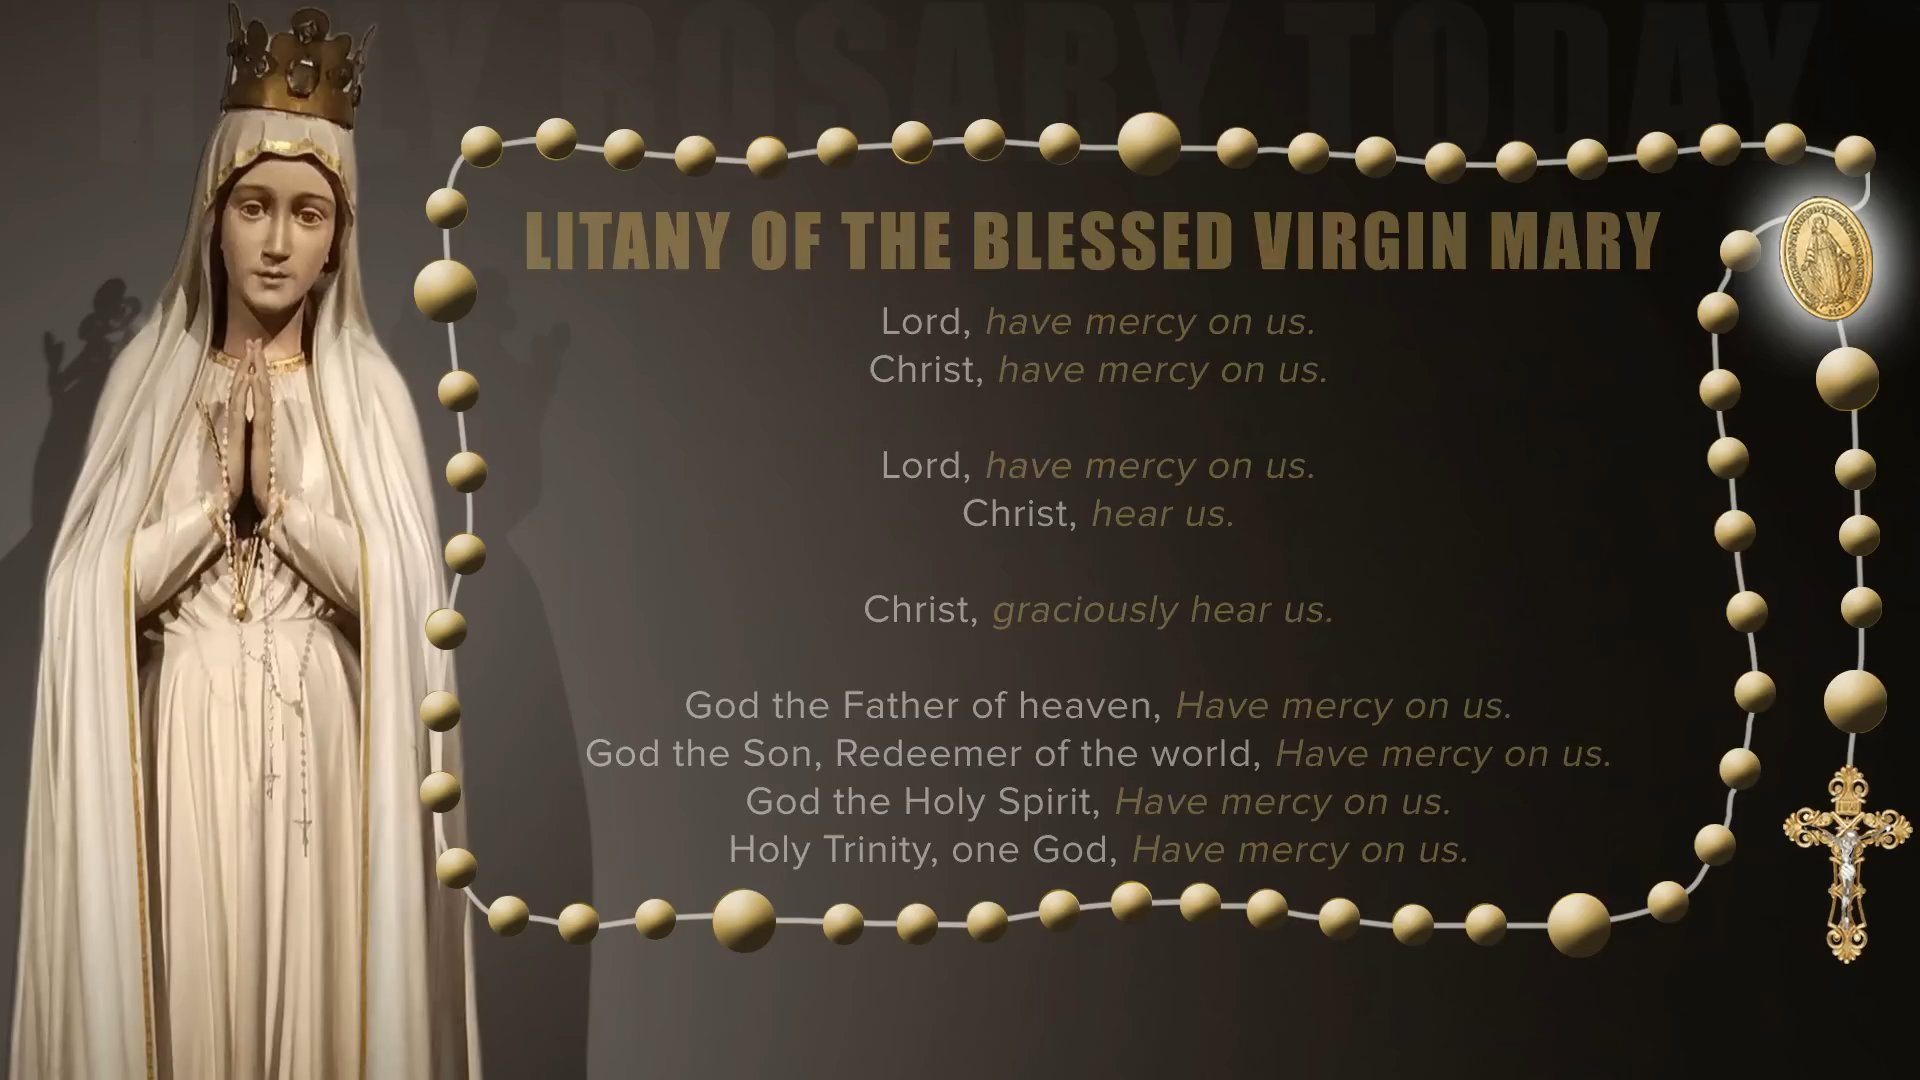 HOLY ROSARY TODAY
LITANY OF THE BLESSED VIRGIN MARY
Lord, have mercy on us.
Christ, have mercy on us.
Lord, have mercy on us.
Christ, hear us.
Christ, graciously hear us.
God the Father of heaven, Have mercy on us.
God the Son, Redeemer of the world, Have mercy on us.
God the Holy Spirit, Have mercy on us.
Holy Trinity, one God, Have mercy on us.